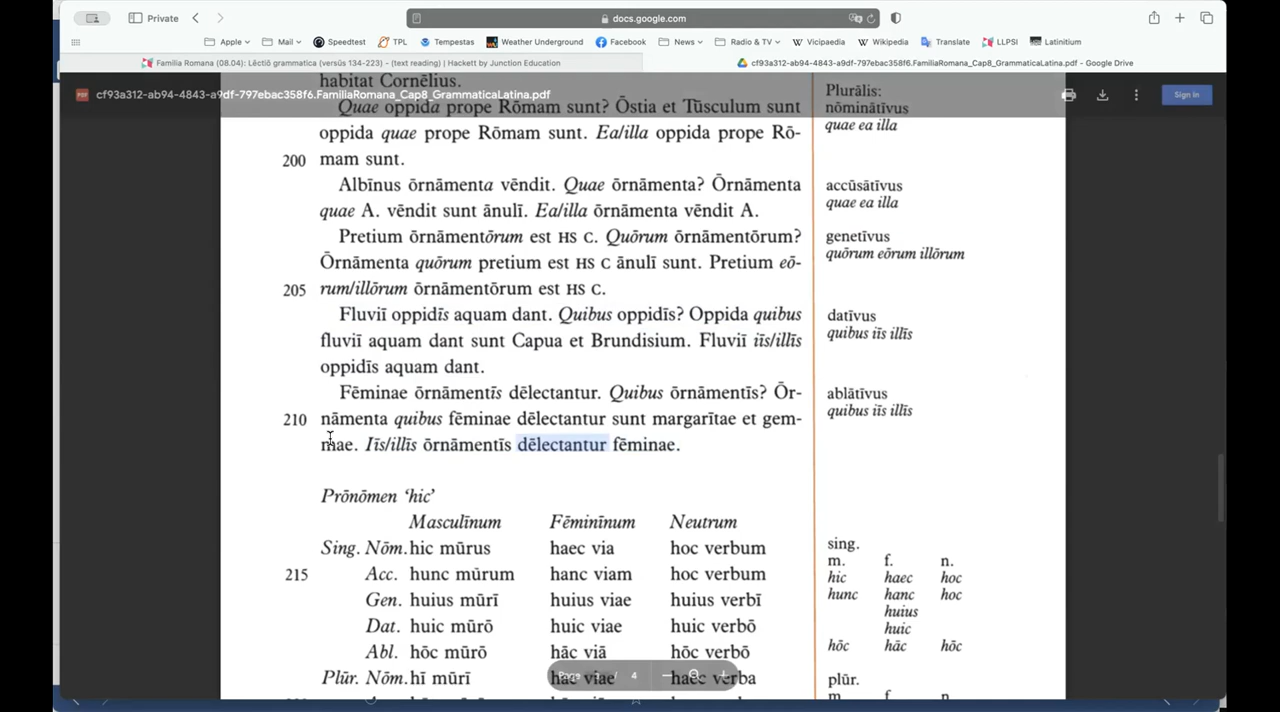 Private
docs.google.com
Apple Mail Speedtest TPL Tempestas Weather Underground Facebook News Radio & TV Vicipaedia Wikipedia Translate LLPSI Latinitium
Familia Romana (08.04): Lēctiō grammatica (versūs 134-223) - (text reading) | Hackett by Junction Education
cf93a312-ab94-4843-a9df-797ebac358f6.FamiliaRomana_Cap8_GrammaticaLatina.pdf - Google Drive
habitat Cornēlius.
cf93a312-ab94-4843-a9df-797ebac358f6.FamiliaRomana_Cap8_GrammaticaLatina.pdf
Sign in
Quae oppida prope Rōmam sunt? Ōstia et Tūsculum sunt
oppida quae prope Rōmam sunt. Ea/illa oppida prope Rō-
200 mam sunt.
Albīnus ōrnāmenta vēndit. Quae ōrnāmenta? Ōrnāmenta
quae A. vēndit sunt ānulī. Ea/illa ōrnāmenta vēndit A.
Pretium ōrnāmentōrum est HS C. Quōrum ōrnāmentōrum?
Ōrnāmenta quōrum pretium est HS C ānulī sunt. Pretium eō-
205 rum/illōrum ōrnāmentōrum est HS C.
Fluviī oppidīs aquam dant. Quibus oppidīs? Oppida quibus
fluviī aquam dant sunt Capua et Brundisium. Fluviī iīs/illīs
oppidīs aquam dant.
Fēminae ōrnāmentīs dēlectantur. Quibus ōrnāmentīs? Ōr-
210 nāmenta quibus fēminae dēlectantur sunt margarītae et gem-
mae. Iīs/illīs ōrnāmentīs dēlectantur fēminae.
Prōnōmen ‘hic’
Masculīnum Fēminīnum Neutrum
Sing. Nōm. hic mūrus haec via hoc verbum
215 Acc. hunc mūrum hanc viam hoc verbum
Gen. huius mūrī huius viae huius verbī
Dat. huic mūrō huic viae huic verbō
Abl. hōc mūrō hāc viā hōc verbō
Plūr. Nōm. hī mūrī hae viae haec verba
Page / 4
Plurālis:
nōminātīvus
quae ea illa
accūsātīvus
quae ea illa
genetīvus
quōrum eōrum illōrum
datīvus
quibus iīs illīs
ablātīvus
quibus iīs illīs
sing.
m. f. n.
hic haec hoc
hunc hanc hoc
huius
huic
hōc hāc hōc
plūr.
m f n